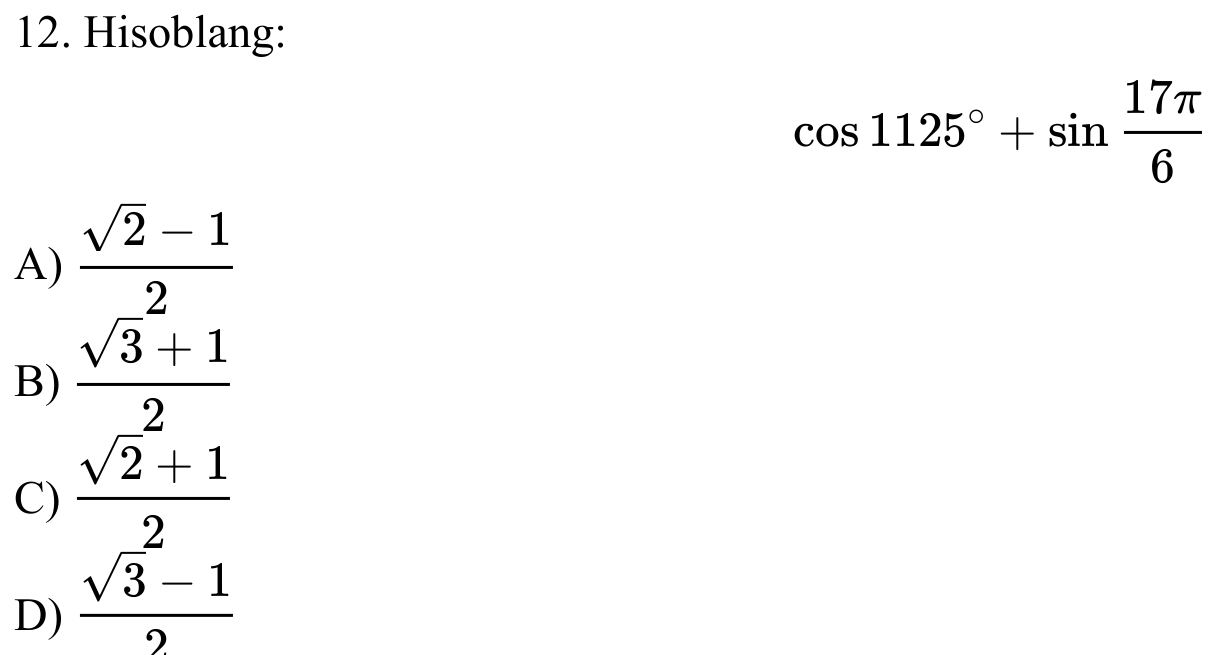 12. Hisoblang:
cos 1125° + sin 17π/6
A) (√2 − 1)/2
B) (√3 + 1)/2
C) (√2 + 1)/2
D) (√3 − 1)/2